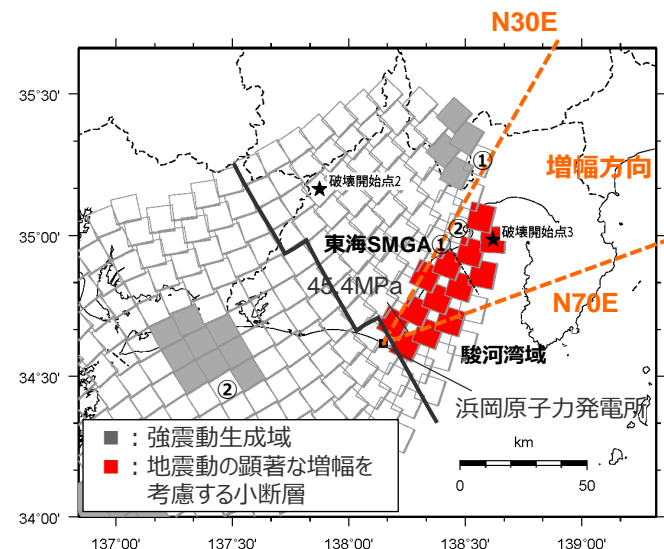 N30E
35°30'
①
増幅方向
★破壊開始点2
②
東海SMGA①
★破壊開始点3
35°00'
45.4MPa
N70E
駿河湾域
34°30'
②
浜岡原子力発電所
■：強震動生成域
■：地震動の顕著な増幅を
考慮する小断層
km
0 50
34°00'
137°00' 137°30' 138°00' 138°30' 139°00'